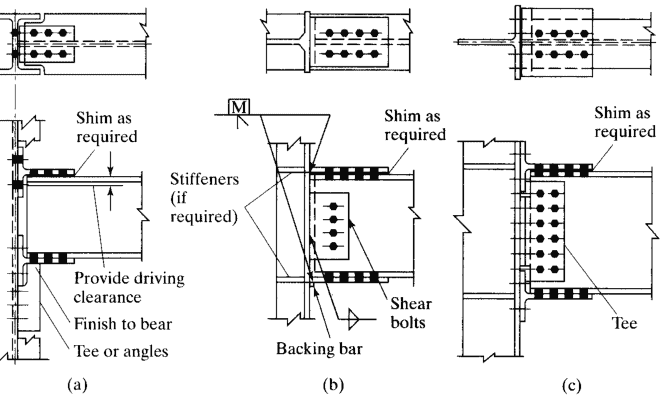 Shim as
required
Provide driving
clearance
Finish to bear
Tee or angles
(a)
M
Shim as
required
Stiffeners
(if
required)
Shear
bolts
Backing bar
(b)
Shim as
required
Tee
(c)